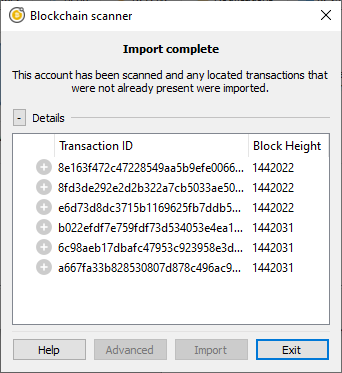 Blockchain scanner
Import complete
This account has been scanned and any located transactions that
were not already present were imported.
- Details
Transaction ID Block Height
8e163f472c47228549aa5b9efe0066... 1442022
8fd3de292e2d2b322a7cb5033ae50... 1442022
e6d73d8dc3715b1169625fb7ddb5... 1442022
b022efdf7e759fdf73d534053e4ea1... 1442031
6c98aeb17dbafc47953c923958e3d... 1442031
a667fa33b828530807d878c496ac9... 1442031
Help Advanced Import Exit